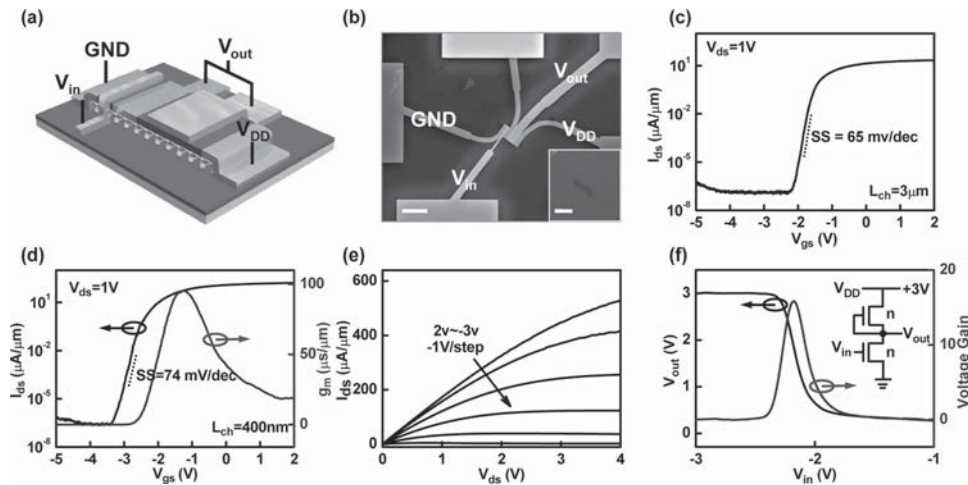 (a)
GND
V_in
V_out
V_DD
(b)
V_out
GND
V_DD
V_in
(c)
V_ds=1V
I_ds (μA/μm)
10^1
10^-2
10^-5
10^-8
SS = 65 mv/dec
L_ch=3μm
-5 -4 -3 -2 -1 0 1 2
V_gs (V)
(d)
V_ds=1V
I_ds (μA/μm)
10^1
10^-2
10^-5
10^-8
SS=74 mV/dec
L_ch=400nm
100
50
0
g_m (μs/μm)
-5 -4 -3 -2 -1 0 1 2
V_gs (V)
(e)
I_ds (μA/μm)
600
400
200
0
2v~-3v
-1V/step
0 1 2 3 4
V_ds (V)
(f)
V_out (V)
3
2
1
0
V_DD +3V
n
V_out
V_in n
20
10
0
Voltage Gain
-3 -2 -1
V_in (V)